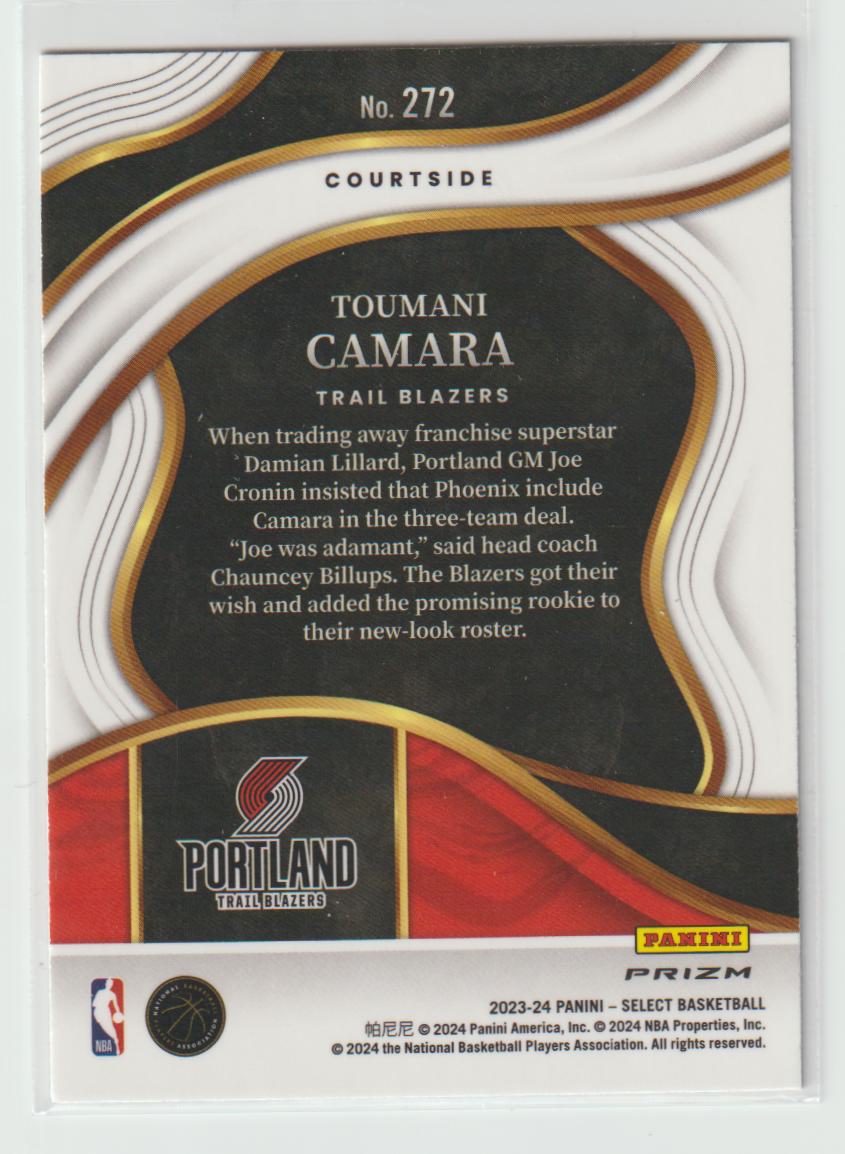 No. 272
COURTSIDE
TOUMANI
CAMARA
TRAIL BLAZERS
When trading away franchise superstar
Damian Lillard, Portland GM Joe
Cronin insisted that Phoenix include
Camara in the three-team deal.
“Joe was adamant,” said head coach
Chauncey Billups. The Blazers got their
wish and added the promising rookie to
their new-look roster.
PORTLAND
TRAIL BLAZERS
PANINI
PRIZM
NBA
NATIONAL BASKETBALL PLAYERS ASSOCIATION
2023-24 PANINI – SELECT BASKETBALL
帕尼尼 © 2024 Panini America, Inc. © 2024 NBA Properties, Inc.
© 2024 the National Basketball Players Association. All rights reserved.